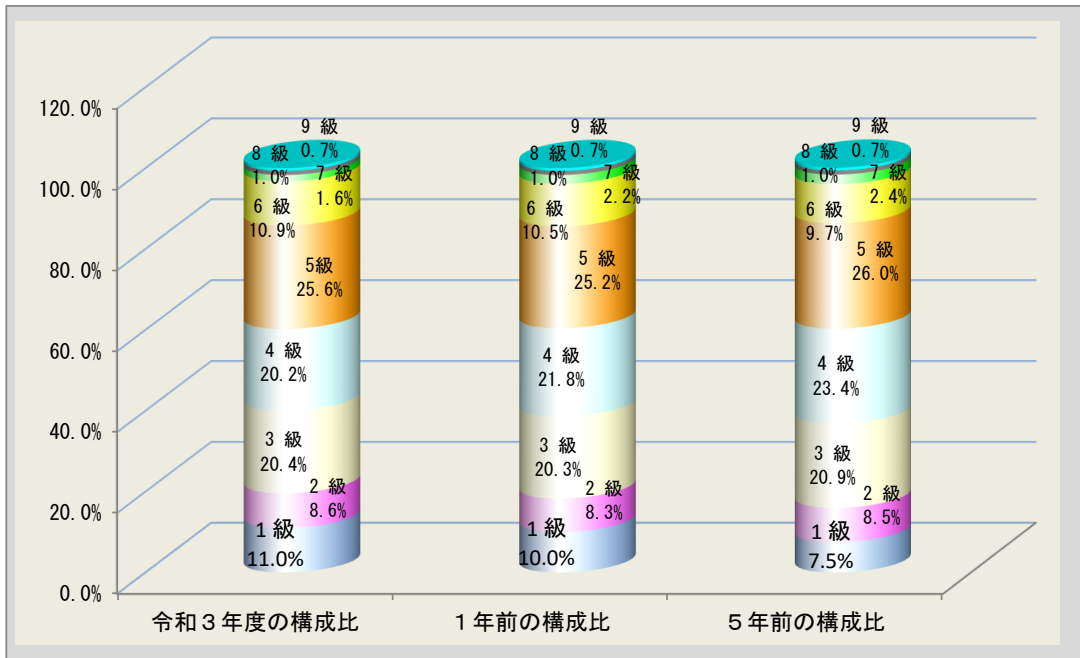 120.0%
100.0%
80.0%
60.0%
40.0%
20.0%
0.0%
9 級
0.7%
8 級
1.0%
7 級
1.6%
6 級
10.9%
5級
25.6%
4 級
20.2%
3 級
20.4%
2 級
8.6%
1 級
11.0%
9 級
0.7%
8 級
1.0%
7 級
2.2%
6 級
10.5%
5 級
25.2%
4 級
21.8%
3 級
20.3%
2 級
8.3%
1 級
10.0%
9 級
0.7%
8 級
1.0%
7 級
2.4%
6 級
9.7%
5 級
26.0%
4 級
23.4%
3 級
20.9%
2 級
8.5%
1 級
7.5%
令和３年度の構成比
１年前の構成比
５年前の構成比